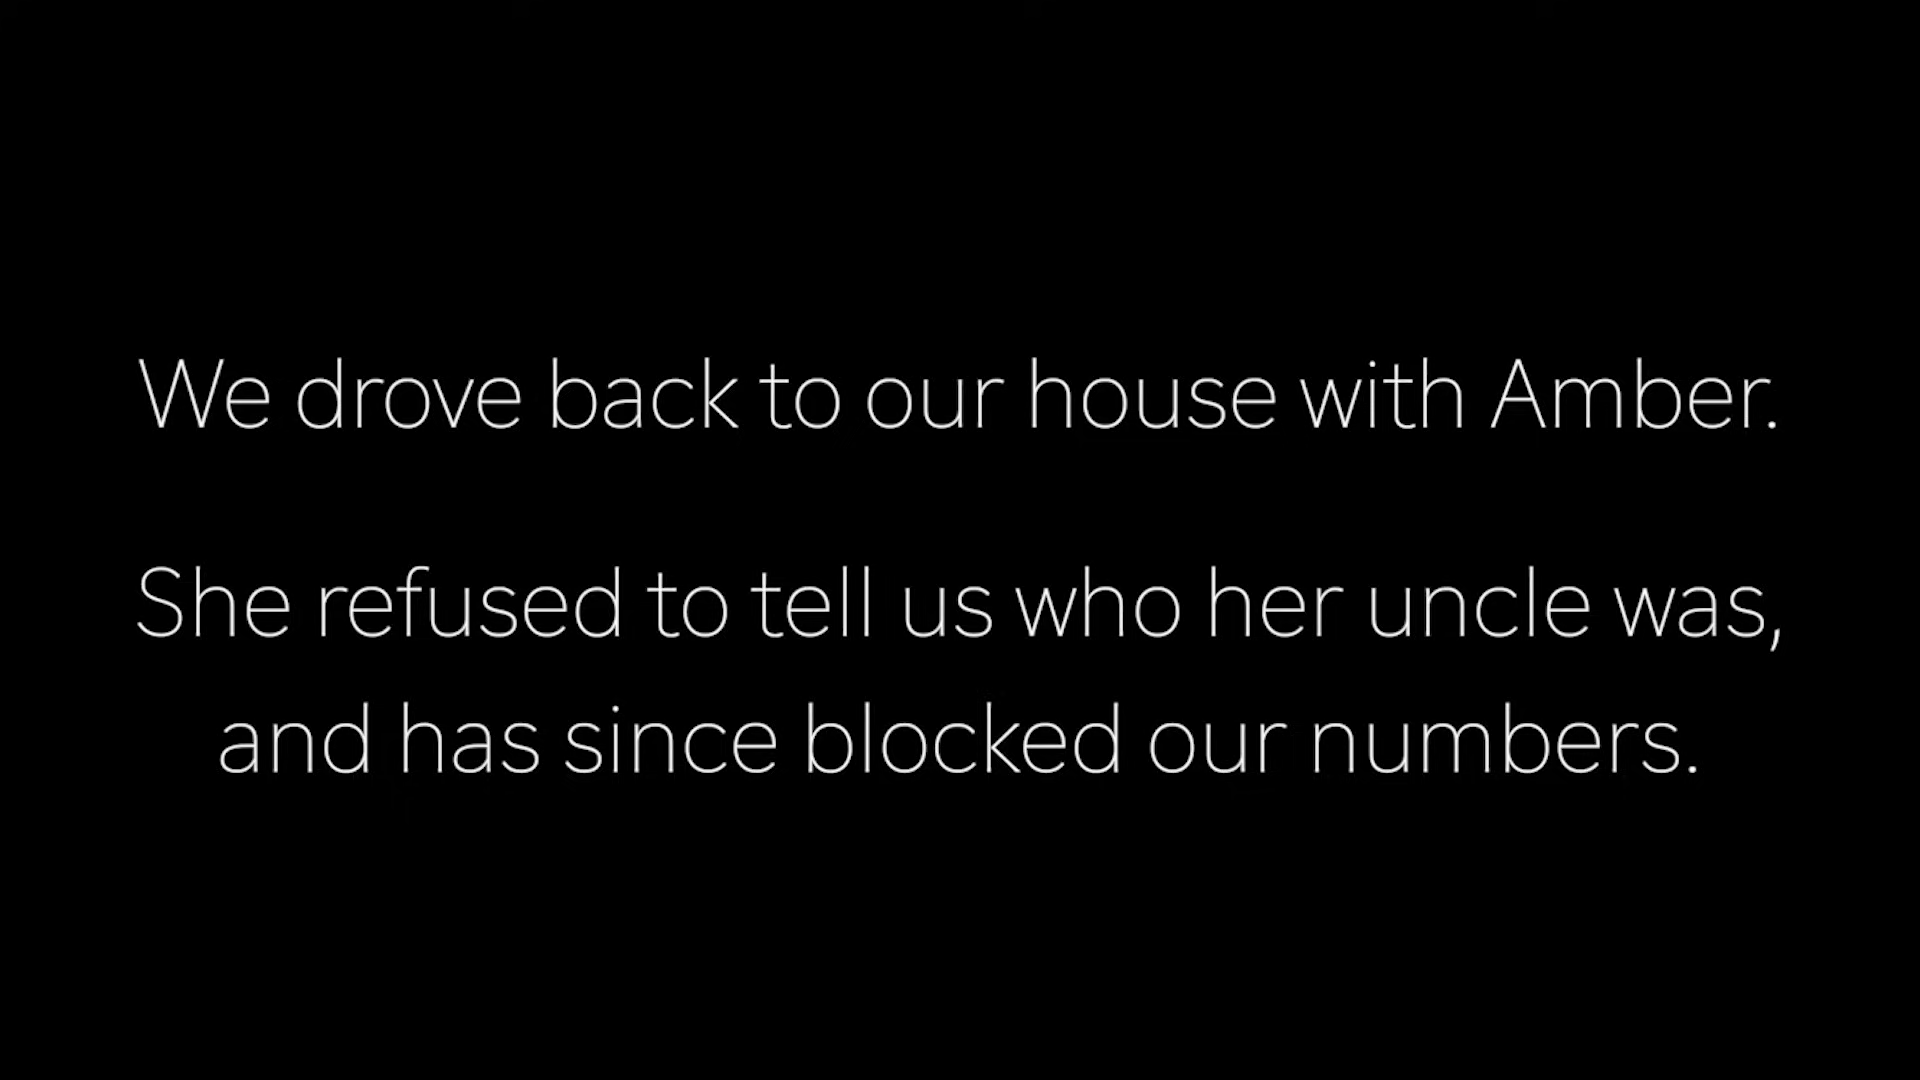 We drove back to our house with Amber.
She refused to tell us who her uncle was,
and has since blocked our numbers.